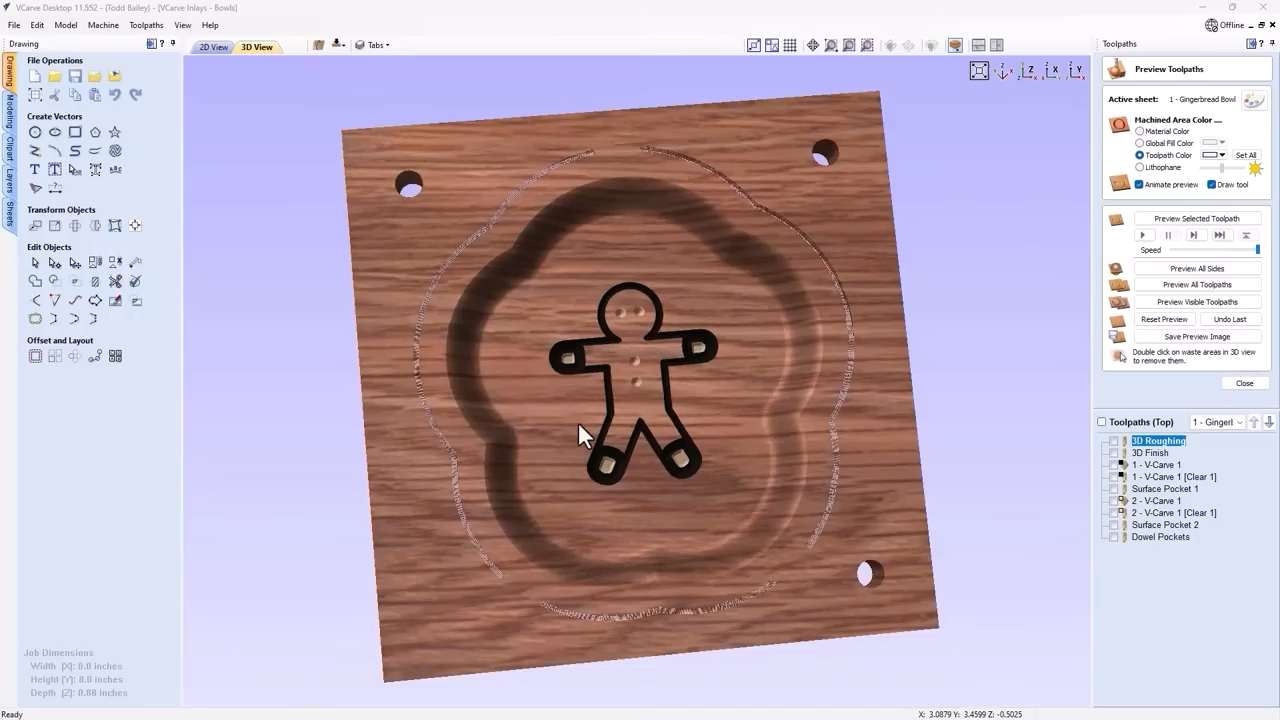 VCarve Desktop 11.552 - {Todd Bailey} - [VCarve Inlays - Bowls]
File Edit Model Machine Toolpaths View Help
Offline
Drawing
2D View 3D View
Tabs
Toolpaths
Drawing
Modeling
Clipart
Layers
Sheets
File Operations
Create Vectors
Transform Objects
Edit Objects
Offset and Layout
Job Dimensions
Width [X]: 8.0 inches
Height [Y]: 8.0 inches
Depth [Z]: 0.88 inches
Z X Y
Preview Toolpaths
Active sheet: 1 - Gingerbread Bowl
Machined Area Color ....
Material Color
Global Fill Color
Toolpath Color Set All
Lithophane
Animate preview Draw tool
Preview Selected Toolpath
Speed
Preview All Sides
Preview All Toolpaths
Preview Visible Toolpaths
Reset Preview Undo Last
Save Preview Image
Double click on waste areas in 3D view
to remove them.
Close
Toolpaths (Top) 1 - Gingerl
3D Roughing
3D Finish
1 - V-Carve 1
1 - V-Carve 1 [Clear 1]
Surface Pocket 1
2 - V-Carve 1
2 - V-Carve 1 [Clear 1]
Surface Pocket 2
Dowel Pockets
Ready
X: 3.0879 Y: 3.4599 Z: -0.5025